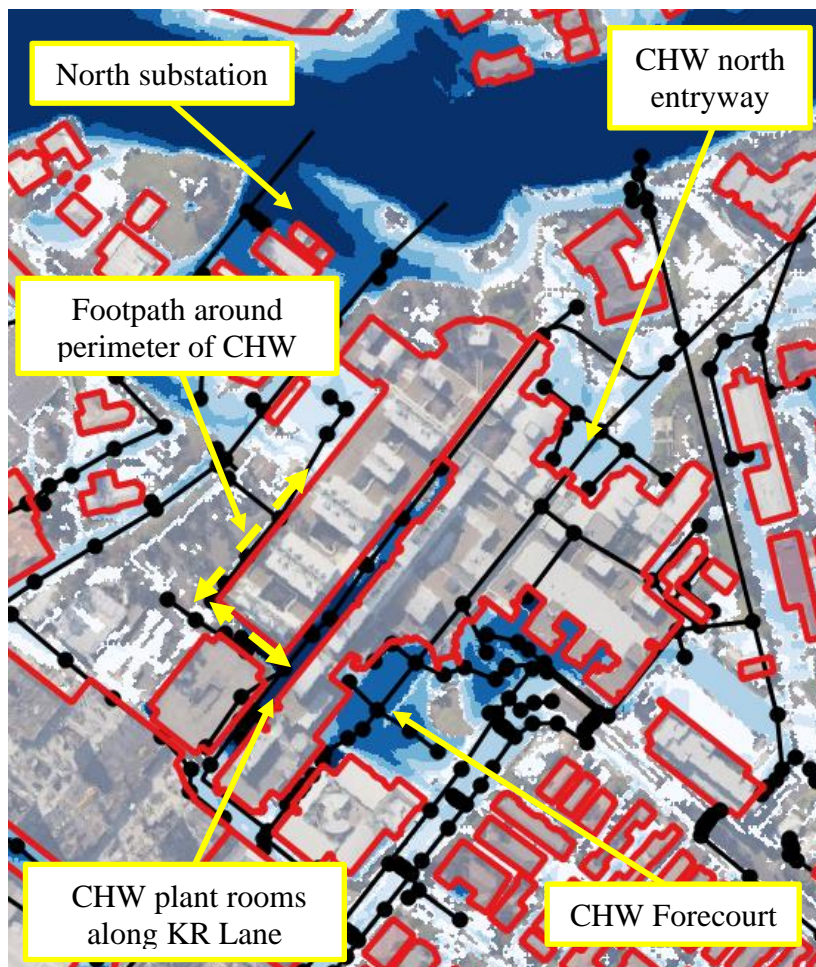 North substation
CHW north
entryway
Footpath around
perimeter of CHW
CHW plant rooms
along KR Lane
CHW Forecourt